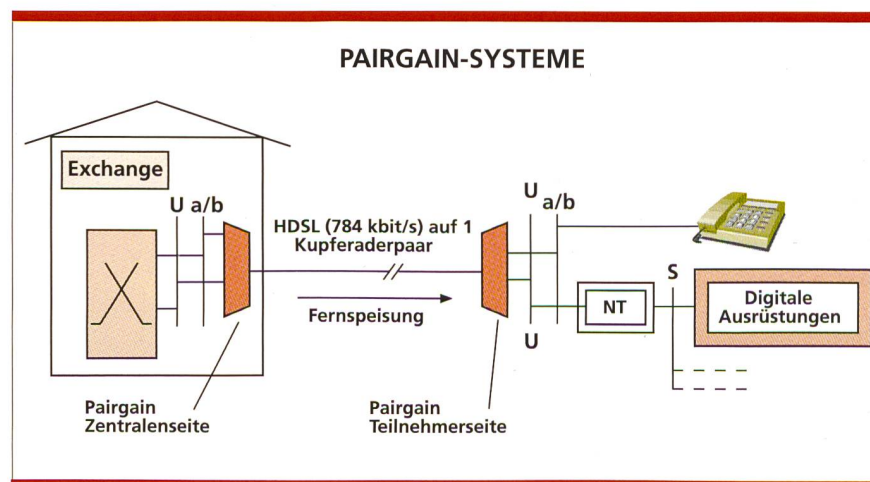 PAIRGAIN-SYSTEME
Exchange
U a/b
HDSL (784 kbit/s) auf 1
Kupferaderpaar
Fernspeisung
U
a/b
U
NT
S
Digitale
Ausrüstungen
Pairgain
Zentralenseite
Pairgain
Teilnehmerseite